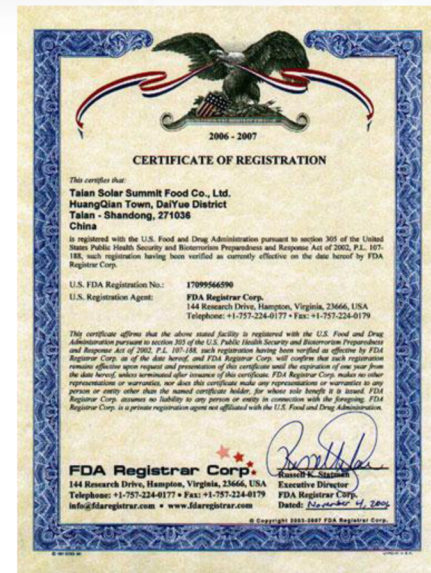 2006 - 2007
CERTIFICATE OF REGISTRATION
This certifies that:
Taian Solar Summit Food Co., Ltd.
HuangQian Town, DaiYue District
Taian - Shandong, 271036
China
is registered with the U.S. Food and Drug Administration pursuant to section 305 of the United
States Public Health Security and Bioterrorism Preparedness and Response Act of 2002, P.L. 107-
188, such registration having been verified as currently effective on the date hereof by FDA
Registrar Corp.
U.S. FDA Registration No.: 17099566590
U.S. Registration Agent: FDA Registrar Corp.
144 Research Drive, Hampton, Virginia, 23666, USA
Telephone: +1-757-224-0177 • Fax: +1-757-224-0179
This certificate affirms that the above stated facility is registered with the U.S. Food and Drug
Administration pursuant to section 305 of the U.S. Public Health Security and Bioterrorism Preparedness
and Response Act of 2002, P.L. 107-188, such registration having been verified as effective by FDA
Registrar Corp. as of the date hereof, and FDA Registrar Corp. will confirm that such registration
remains effective upon request and presentation of this certificate until the expiration of one year from
the date hereof, unless terminated after issuance of this certificate. FDA Registrar Corp. makes no other
representations or warranties, nor does this certificate make any representations or warranties to any
person or entity other than the named certificate holder, for whose sole benefit it is issued. FDA
Registrar Corp. assumes no liability to any person or entity in connection with the foregoing. FDA
Registrar Corp. is a private registration agent not affiliated with the U.S. Food and Drug Administration.
FDA Registrar Corp.
144 Research Drive, Hampton, Virginia, 23666, USA
Telephone: +1-757-224-0177 • Fax: +1-757-224-0179
info@fdaregistrar.com • www.fdaregistrar.com
Russell K. Statman
Executive Director
FDA Registrar Corp.
Dated: November 4, 2006
© Copyright 2003-2007 FDA Registrar Corp.